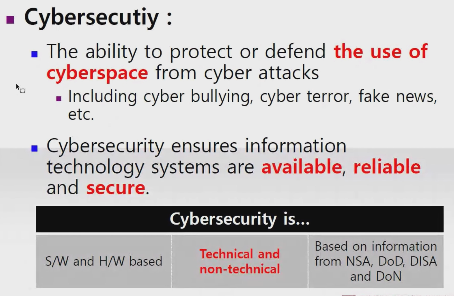 Cybersecutiy :
The ability to protect or defend the use of
cyberspace from cyber attacks
Including cyber bullying, cyber terror, fake news,
etc.
Cybersecurity ensures information
technology systems are available, reliable
and secure.
Cybersecurity is...
S/W and H/W based
Technical and
non-technical
Based on information
from NSA, DoD, DISA
and DoN